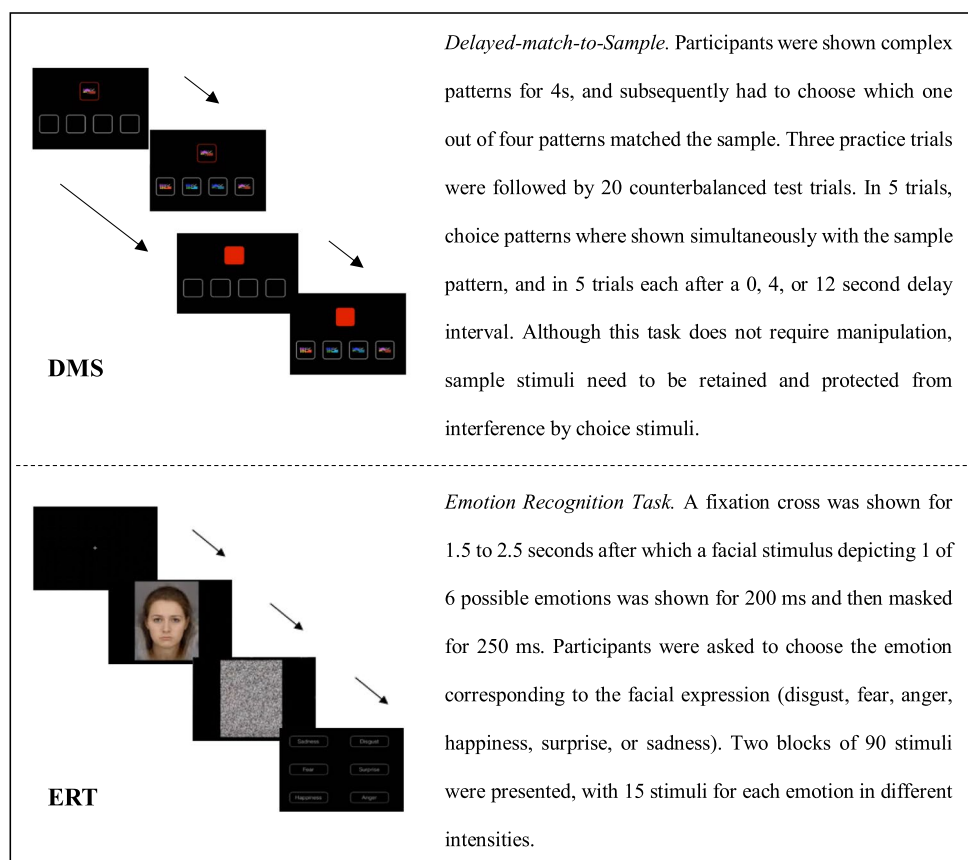 Delayed-match-to-Sample. Participants were shown complex
patterns for 4s, and subsequently had to choose which one
out of four patterns matched the sample. Three practice trials
were followed by 20 counterbalanced test trials. In 5 trials,
choice patterns where shown simultaneously with the sample
pattern, and in 5 trials each after a 0, 4, or 12 second delay
interval. Although this task does not require manipulation,
sample stimuli need to be retained and protected from
interference by choice stimuli.
DMS
Emotion Recognition Task. A fixation cross was shown for
1.5 to 2.5 seconds after which a facial stimulus depicting 1 of
6 possible emotions was shown for 200 ms and then masked
for 250 ms. Participants were asked to choose the emotion
corresponding to the facial expression (disgust, fear, anger,
happiness, surprise, or sadness). Two blocks of 90 stimuli
were presented, with 15 stimuli for each emotion in different
intensities.
Sadness Disgust
Fear Surprise
Happiness Anger
ERT